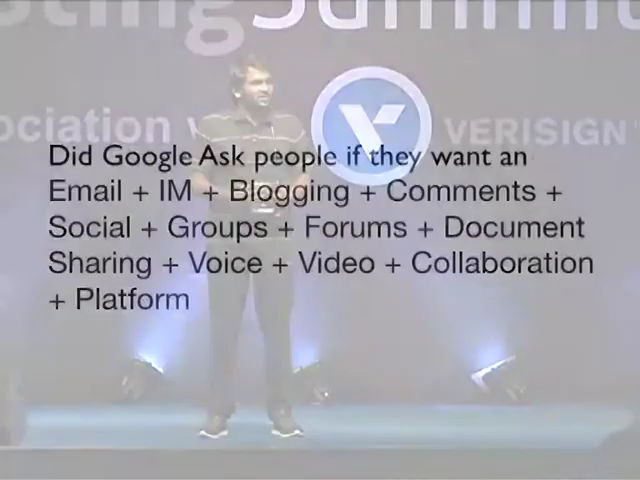 Summ
ociation
VERISIGN
Did Google Ask people if they want an
Email + IM + Blogging + Comments +
Social + Groups + Forums + Document
Sharing + Voice + Video + Collaboration
+ Platform